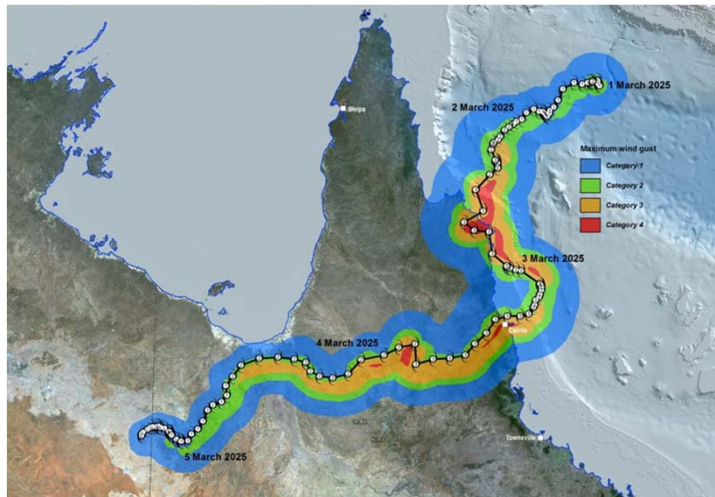 1 March 2025
2 March 2025
Weipa
Maximum wind gust
Category 1
Category 2
Category 3
Category 4
3 March 2025
Cairns
4 March 2025
QLD
Townsville
5 March 2025